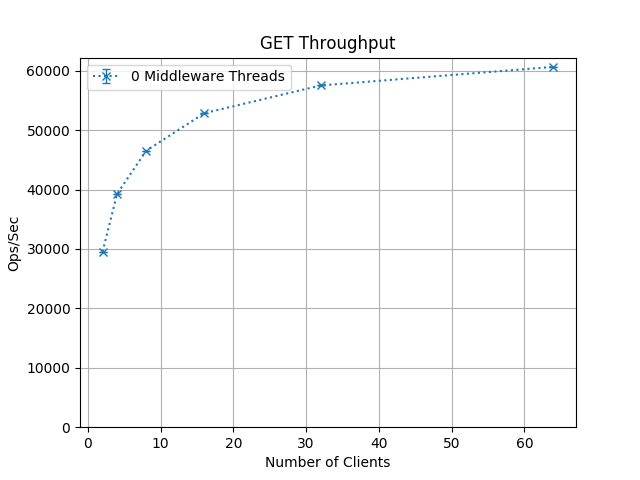 GET Throughput
0 Middleware Threads
60000
50000
40000
30000
20000
10000
0
Ops/Sec
0 10 20 30 40 50 60
Number of Clients